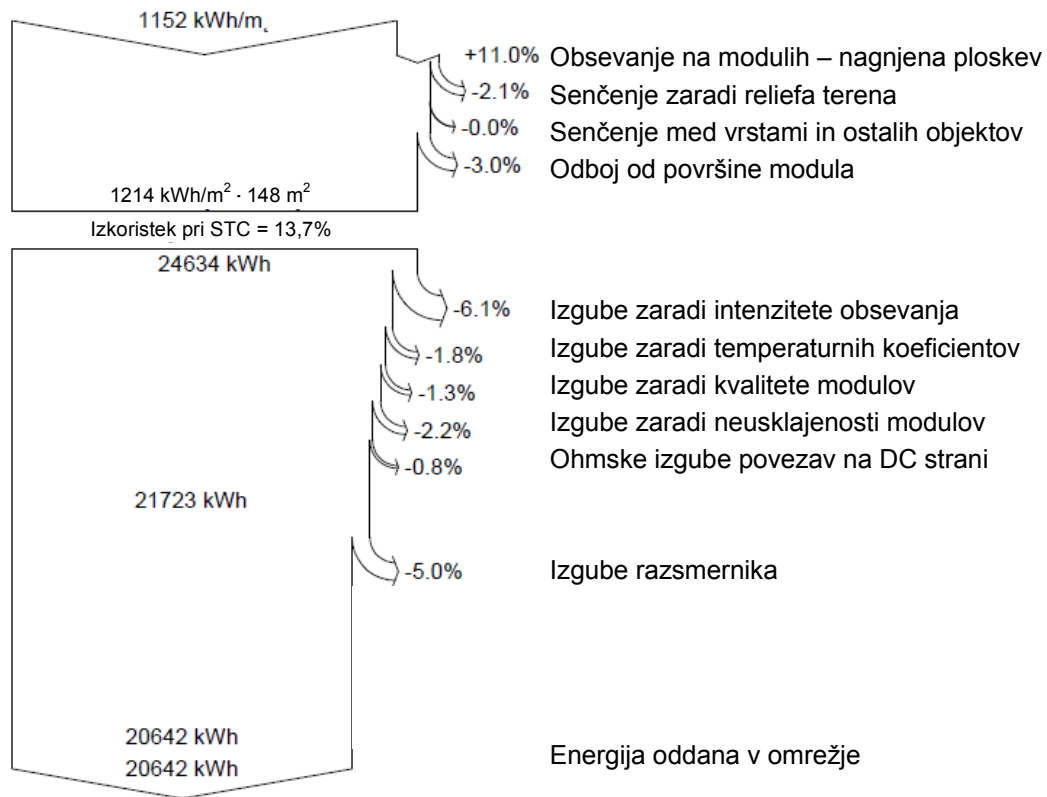 1152 kWh/m²
+11.0% Obsevanje na modulih – nagnjena ploskev
-2.1% Senčenje zaradi reliefa terena
-0.0% Senčenje med vrstami in ostalih objektov
-3.0% Odboj od površine modula
1214 kWh/m² · 148 m²
Izkoristek pri STC = 13,7%
24634 kWh
-6.1% Izgube zaradi intenzitete obsevanja
-1.8% Izgube zaradi temperaturnih koeficientov
-1.3% Izgube zaradi kvalitete modulov
-2.2% Izgube zaradi neusklajenosti modulov
-0.8% Ohmske izgube povezav na DC strani
21723 kWh
-5.0% Izgube razsmernika
20642 kWh
20642 kWh
Energija oddana v omrežje